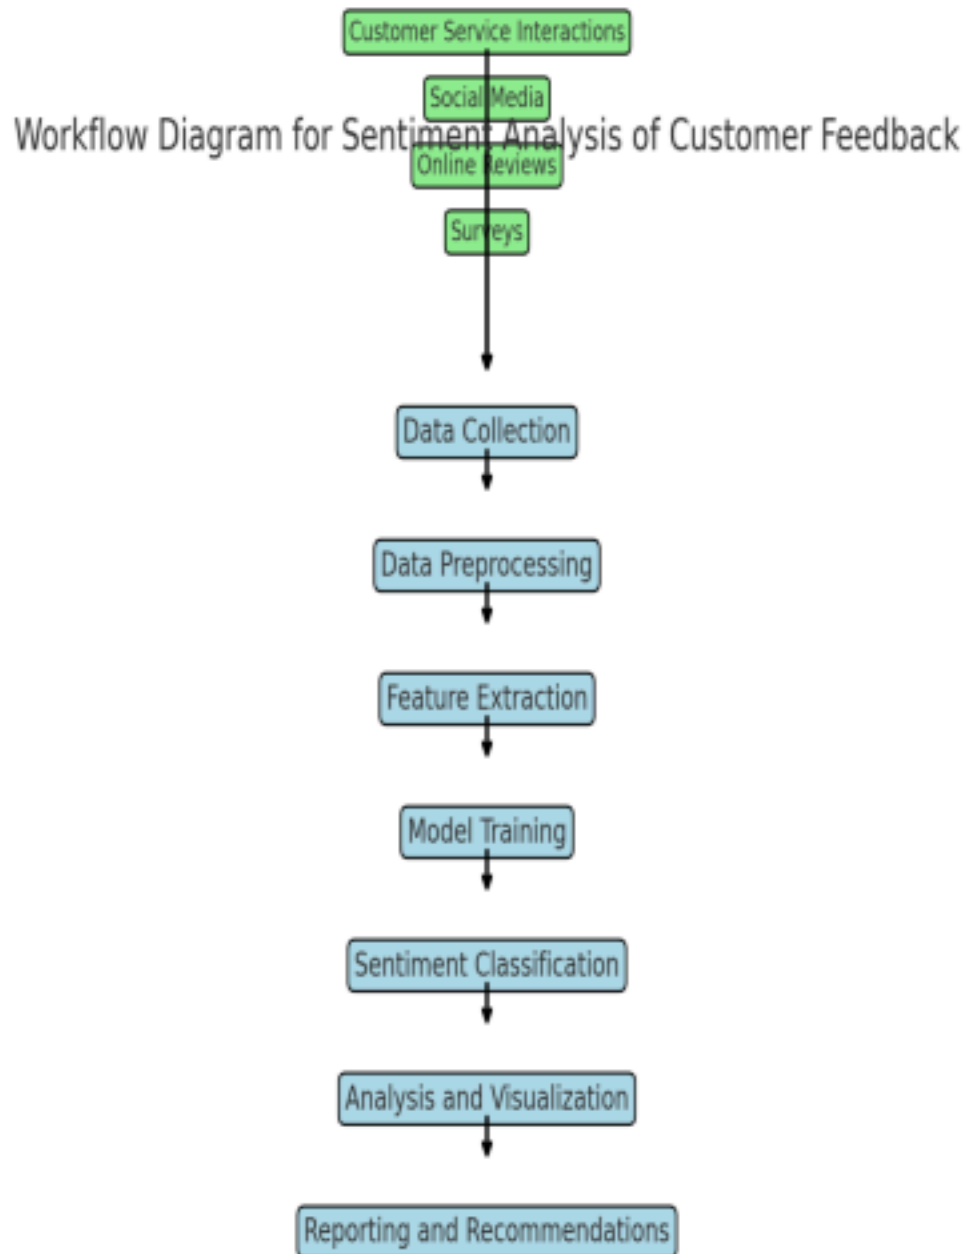 Customer Service Interactions
Social Media
Workflow Diagram for Sentiment Analysis of Customer Feedback
Online Reviews
Surveys
Data Collection
Data Preprocessing
Feature Extraction
Model Training
Sentiment Classification
Analysis and Visualization
Reporting and Recommendations